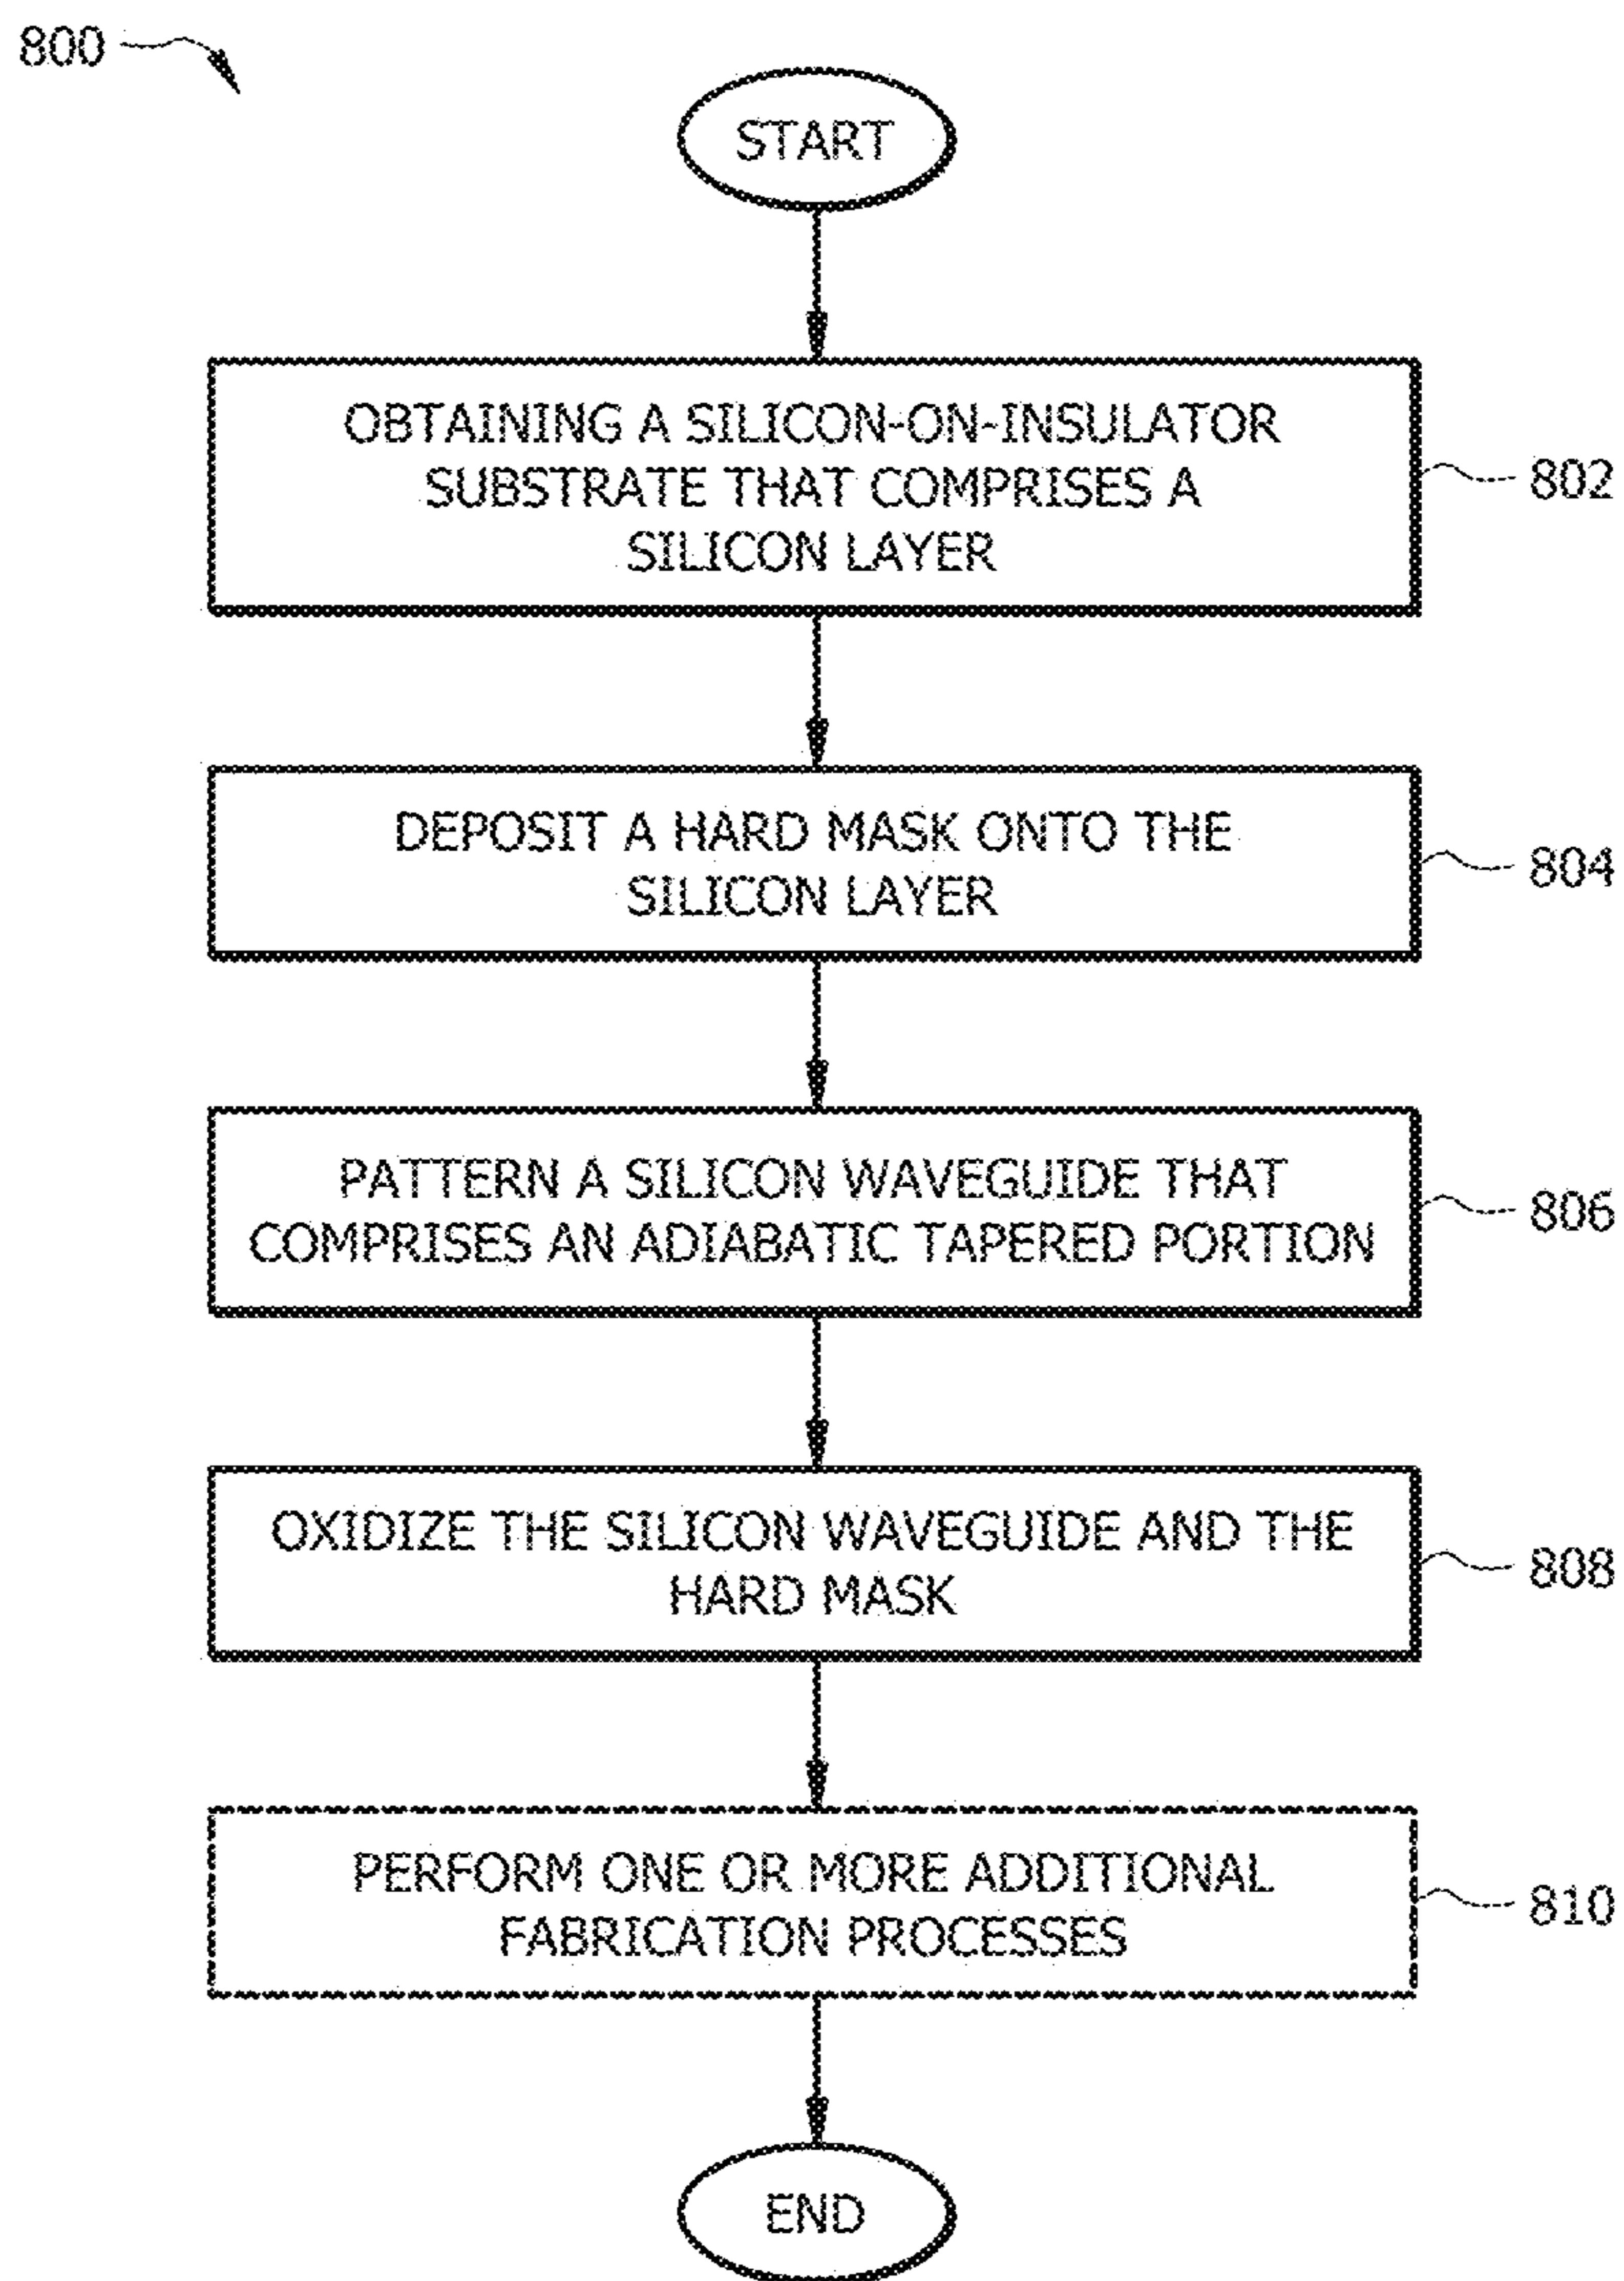 800
START
OBTAINING A SILICON-ON-INSULATOR
SUBSTRATE THAT COMPRISES A
SILICON LAYER
802
DEPOSIT A HARD MASK ONTO THE
SILICON LAYER
804
PATTERN A SILICON WAVEGUIDE THAT
COMPRISES AN ADIABATIC TAPERED PORTION
806
OXIDIZE THE SILICON WAVEGUIDE AND THE
HARD MASK
808
PERFORM ONE OR MORE ADDITIONAL
FABRICATION PROCESSES
810
END